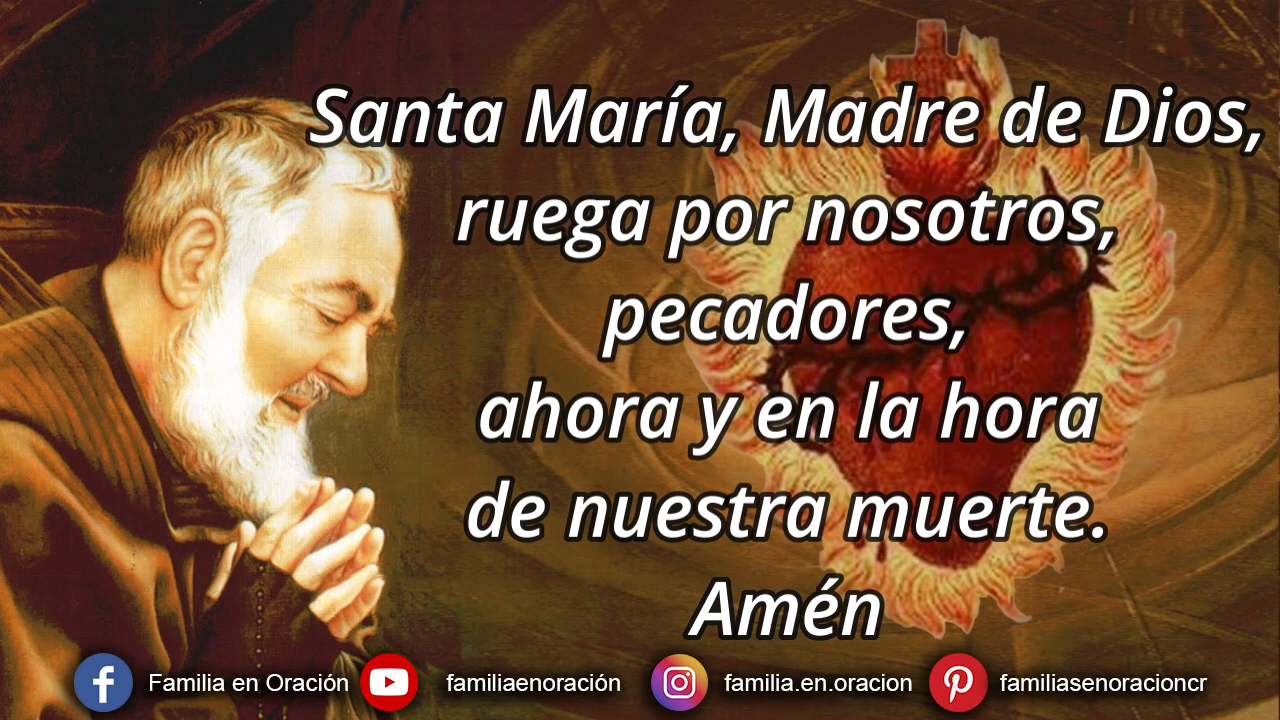 Santa María, Madre de Dios,
ruega por nosotros,
pecadores,
ahora y en la hora
de nuestra muerte.
Amén
Familia en Oración
familiaenoración
familia.en.oracion
familiasenoracioncr